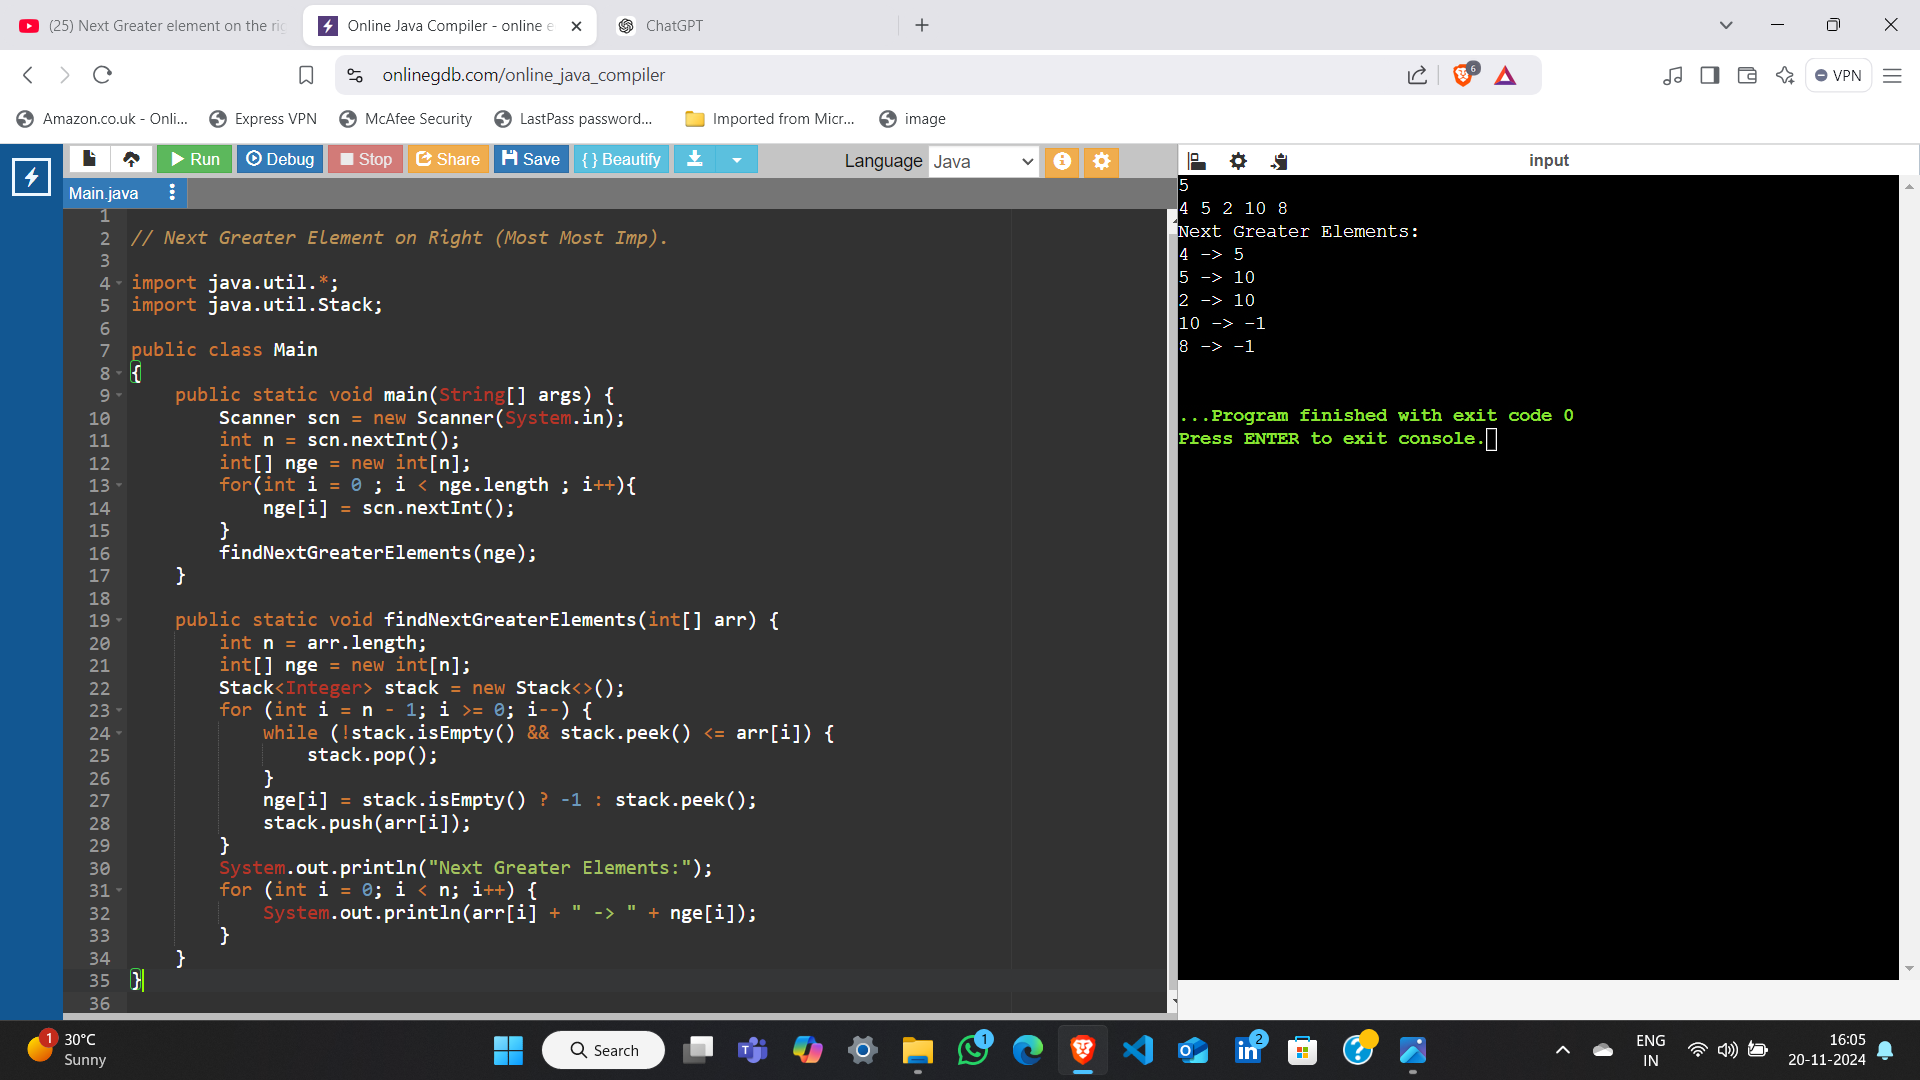 (25) Next Greater element on the rig
Online Java Compiler - online e
ChatGPT
onlinegdb.com/online_java_compiler
6
VPN
Amazon.co.uk - Onli...
Express VPN
McAfee Security
LastPass password...
Imported from Micr...
image
Run
Debug
Stop
Share
Save
{ } Beautify
Language
Java
input
Main.java
1
2 // Next Greater Element on Right (Most Most Imp).
3
4 import java.util.*;
5 import java.util.Stack;
6
7 public class Main
8 {
9 public static void main(String[] args) {
10 Scanner scn = new Scanner(System.in);
11 int n = scn.nextInt();
12 int[] nge = new int[n];
13 for(int i = 0 ; i < nge.length ; i++){
14 nge[i] = scn.nextInt();
15 }
16 findNextGreaterElements(nge);
17 }
18
19 public static void findNextGreaterElements(int[] arr) {
20 int n = arr.length;
21 int[] nge = new int[n];
22 Stack<Integer> stack = new Stack<>();
23 for (int i = n - 1; i >= 0; i--) {
24 while (!stack.isEmpty() && stack.peek() <= arr[i]) {
25 stack.pop();
26 }
27 nge[i] = stack.isEmpty() ? -1 : stack.peek();
28 stack.push(arr[i]);
29 }
30 System.out.println("Next Greater Elements:");
31 for (int i = 0; i < n; i++) {
32 System.out.println(arr[i] + " -> " + nge[i]);
33 }
34 }
35 }
36
5
4 5 2 10 8
Next Greater Elements:
4 -> 5
5 -> 10
2 -> 10
10 -> -1
8 -> -1
...Program finished with exit code 0
Press ENTER to exit console.
1
30°C
Sunny
Search
1
2
ENG
IN
16:05
20-11-2024